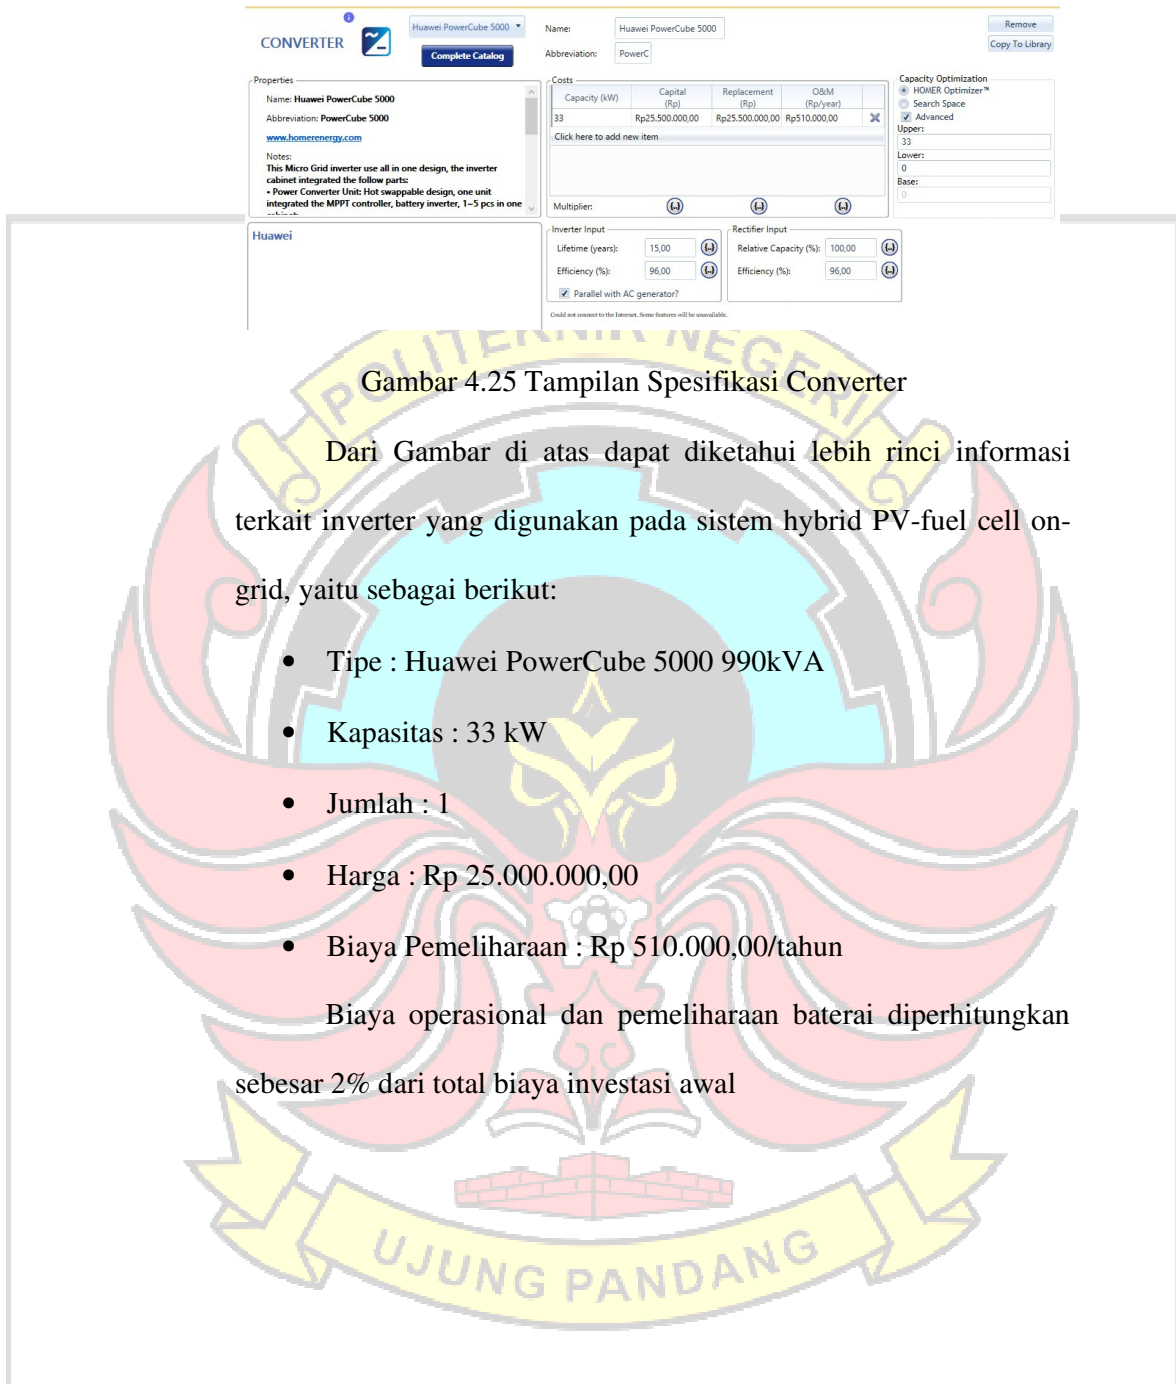 CONVERTER
Huawei PowerCube 5000
Complete Catalog
Name: Huawei PowerCube 5000
Abbreviation: PowerC
Remove
Copy To Library
Properties
Name: Huawei PowerCube 5000
Abbreviation: PowerCube 5000
www.homerenergy.com
Notes:
This Micro Grid inverter use all in one design, the inverter
cabinet integrated the follow parts:
• Power Converter Unit: Hot swappable design, one unit
integrated the MPPT controller, battery inverter, 1~5 pcs in one
Costs
Capacity (kW) Capital (Rp) Replacement (Rp) O&M (Rp/year)
33 Rp25.500.000,00 Rp25.500.000,00 Rp510.000,00
Click here to add new item
Multiplier: (..) (..) (..)
Capacity Optimization
HOMER Optimizer™
Search Space
Advanced
Upper:
33
Lower:
0
Base:
0
Huawei
Inverter Input
Lifetime (years): 15,00 (..)
Efficiency (%): 96,00 (..)
Parallel with AC generator?
Rectifier Input
Relative Capacity (%): 100,00 (..)
Efficiency (%): 96,00 (..)
Could not connect to the Internet. Some features will be unavailable.
POLITEKNIK NEGERI
Gambar 4.25 Tampilan Spesifikasi Converter
Dari Gambar di atas dapat diketahui lebih rinci informasi
terkait inverter yang digunakan pada sistem hybrid PV-fuel cell on-
grid, yaitu sebagai berikut:
• Tipe : Huawei PowerCube 5000 990kVA
• Kapasitas : 33 kW
• Jumlah : 1
• Harga : Rp 25.000.000,00
• Biaya Pemeliharaan : Rp 510.000,00/tahun
Biaya operasional dan pemeliharaan baterai diperhitungkan
sebesar 2% dari total biaya investasi awal
UJUNG PANDANG